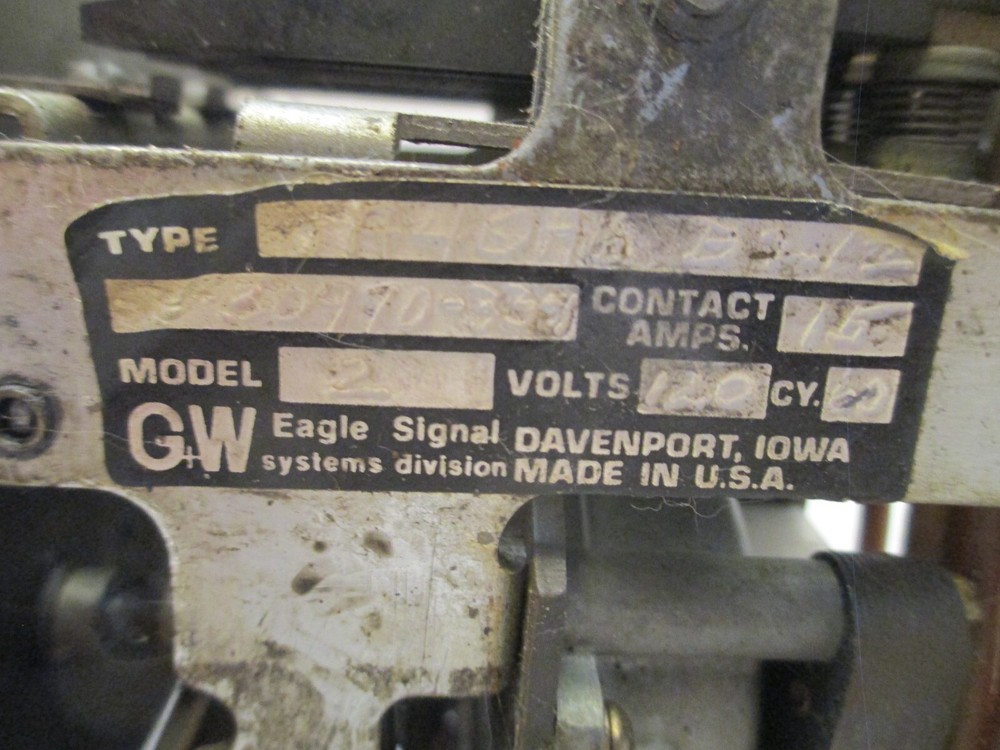 TYPE
CONTACT AMPS. 15
MODEL 2 VOLTS 120 CY.
G+W Eagle Signal DAVENPORT, IOWA
systems division MADE IN U.S.A.